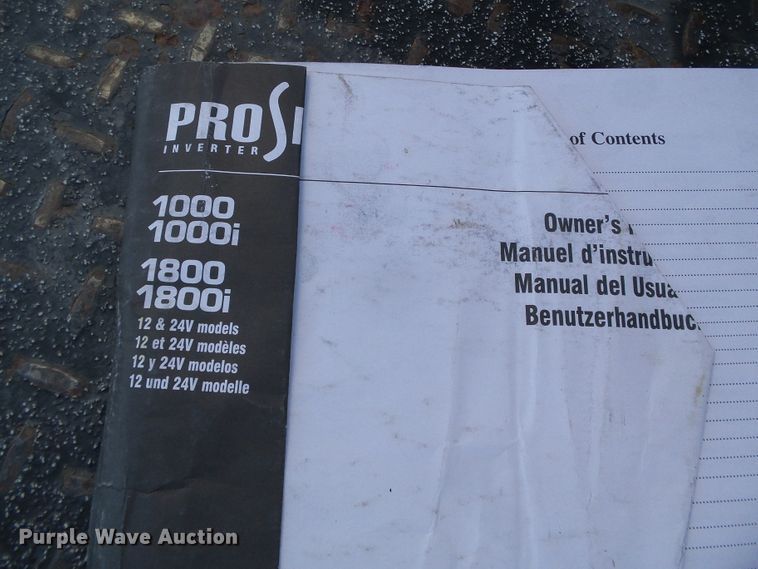 PROS
INVERTER
of Contents
1000
1000i
1800
1800i
12 & 24V models
12 et 24V modèles
12 y 24V modelos
12 und 24V modelle
Owner's
Manuel d'instru
Manual del Usua
Benutzerhandbuc
Purple Wave Auction